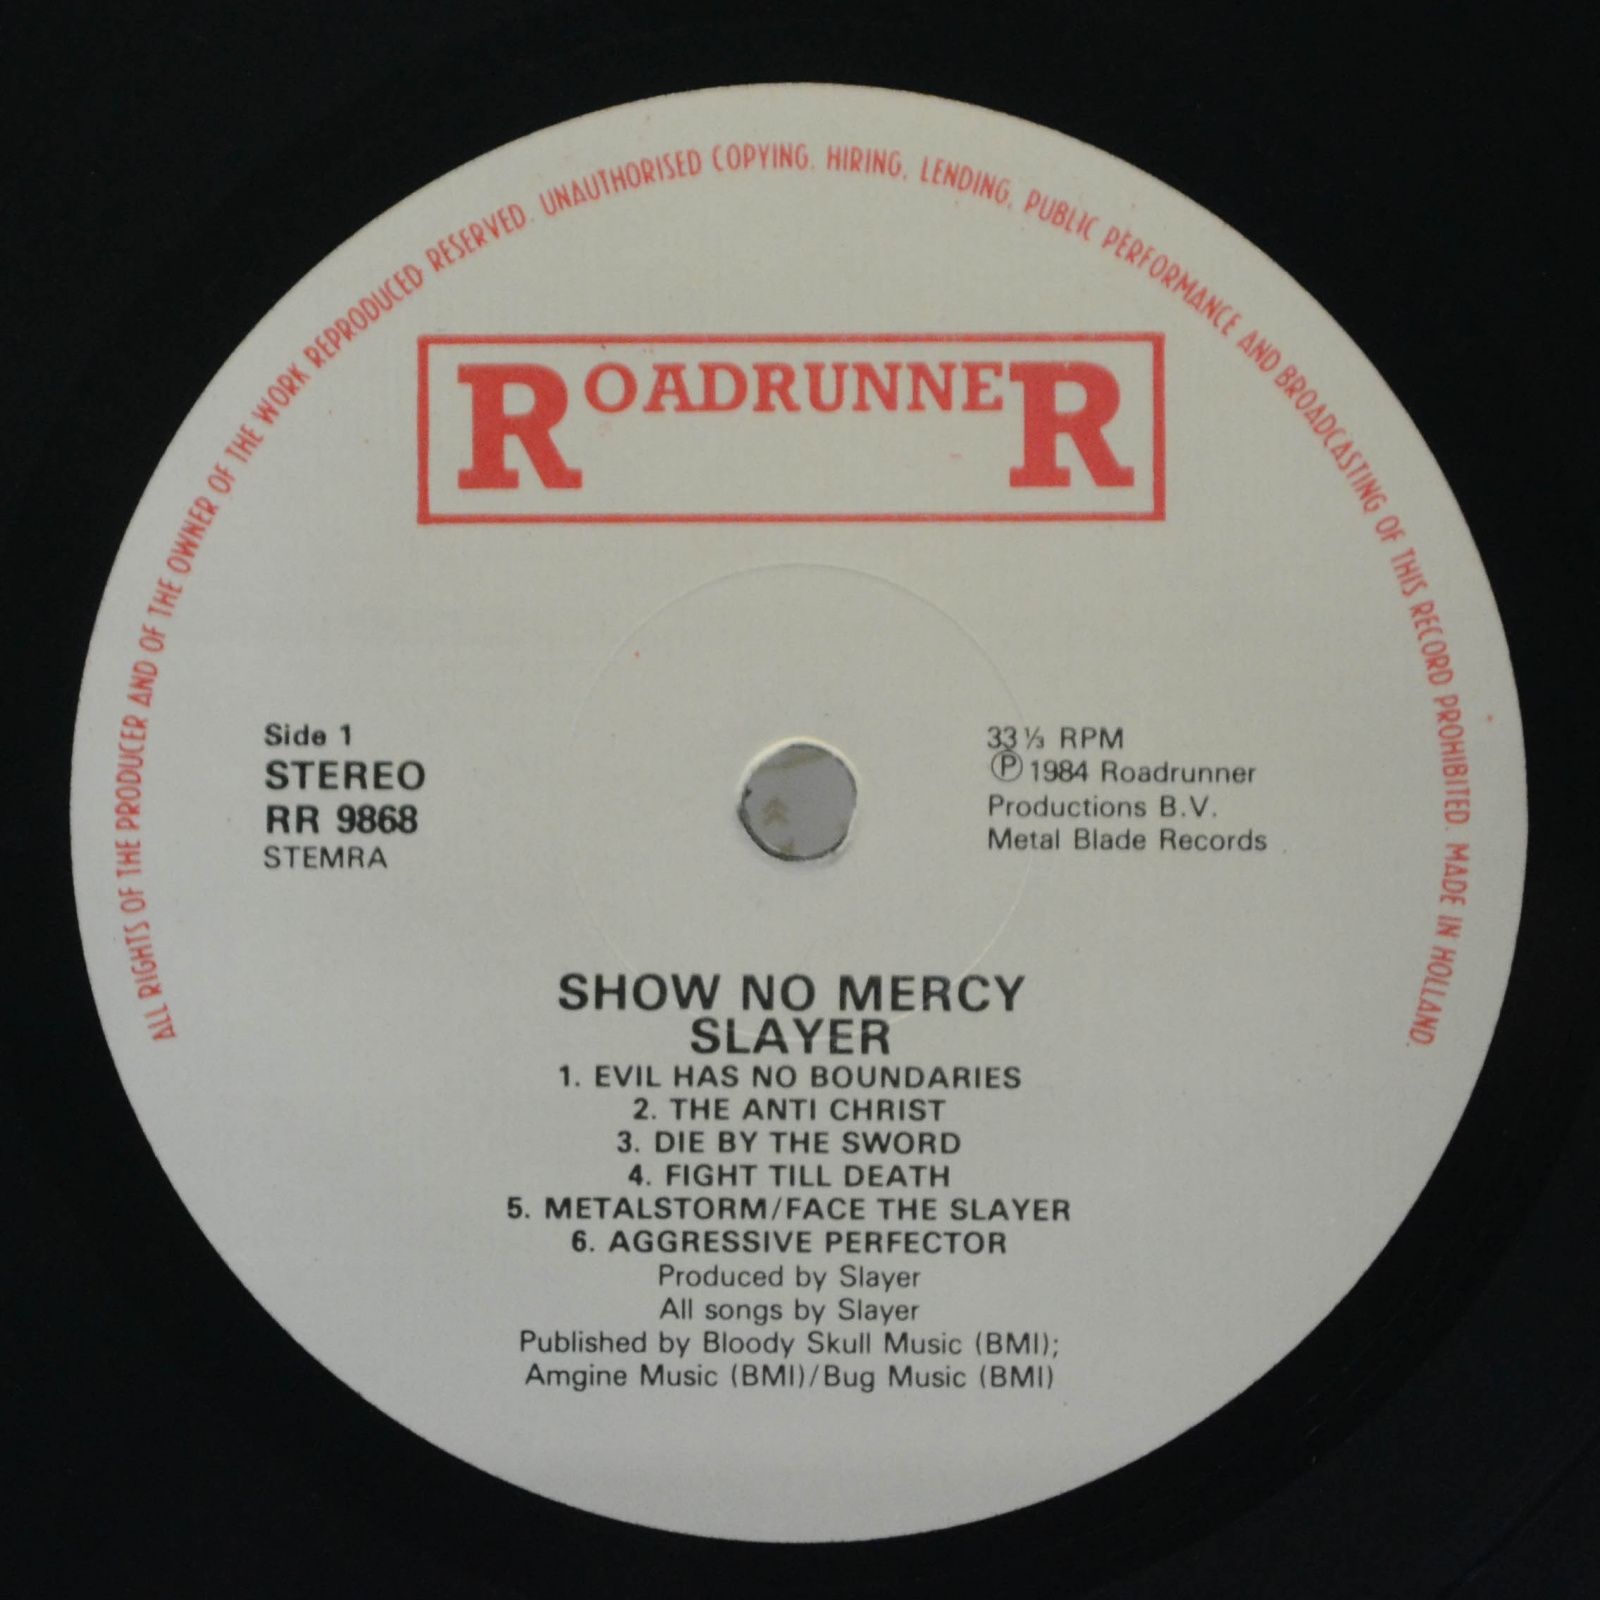 ALL RIGHTS OF THE PRODUCER AND OF THE OWNER OF THE WORK REPRODUCED RESERVED. UNAUTHORISED COPYING, HIRING, LENDING, PUBLIC PERFORMANCE AND BROADCASTING OF THIS RECORD PROHIBITED. MADE IN HOLLAND.
ROADRUNNER
Side 1
STEREO
RR 9868
STEMRA
33 ⅓ RPM
Ⓟ 1984 Roadrunner
Productions B.V.
Metal Blade Records
SHOW NO MERCY
SLAYER
1. EVIL HAS NO BOUNDARIES
2. THE ANTI CHRIST
3. DIE BY THE SWORD
4. FIGHT TILL DEATH
5. METALSTORM/FACE THE SLAYER
6. AGGRESSIVE PERFECTOR
Produced by Slayer
All songs by Slayer
Published by Bloody Skull Music (BMI);
Amgine Music (BMI)/Bug Music (BMI)